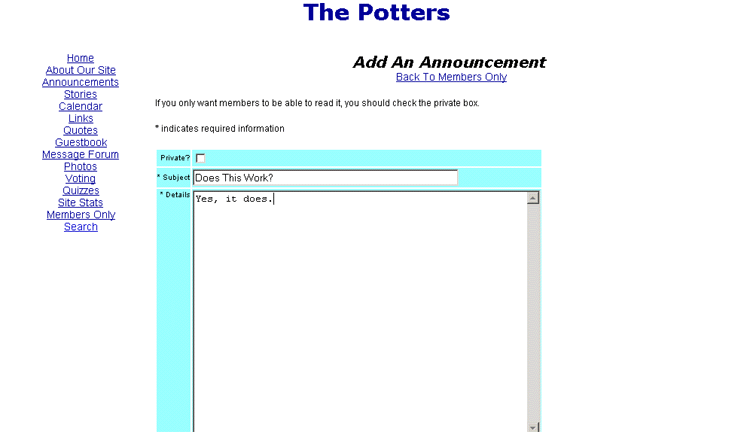 The Potters
Home
About Our Site
Announcements
Stories
Calendar
Links
Quotes
Guestbook
Message Forum
Photos
Voting
Quizzes
Site Stats
Members Only
Search
Add An Announcement
Back To Members Only
If you only want members to be able to read it, you should check the private box.
* indicates required information
Private?
* Subject Does This Work?
* Details Yes, it does.